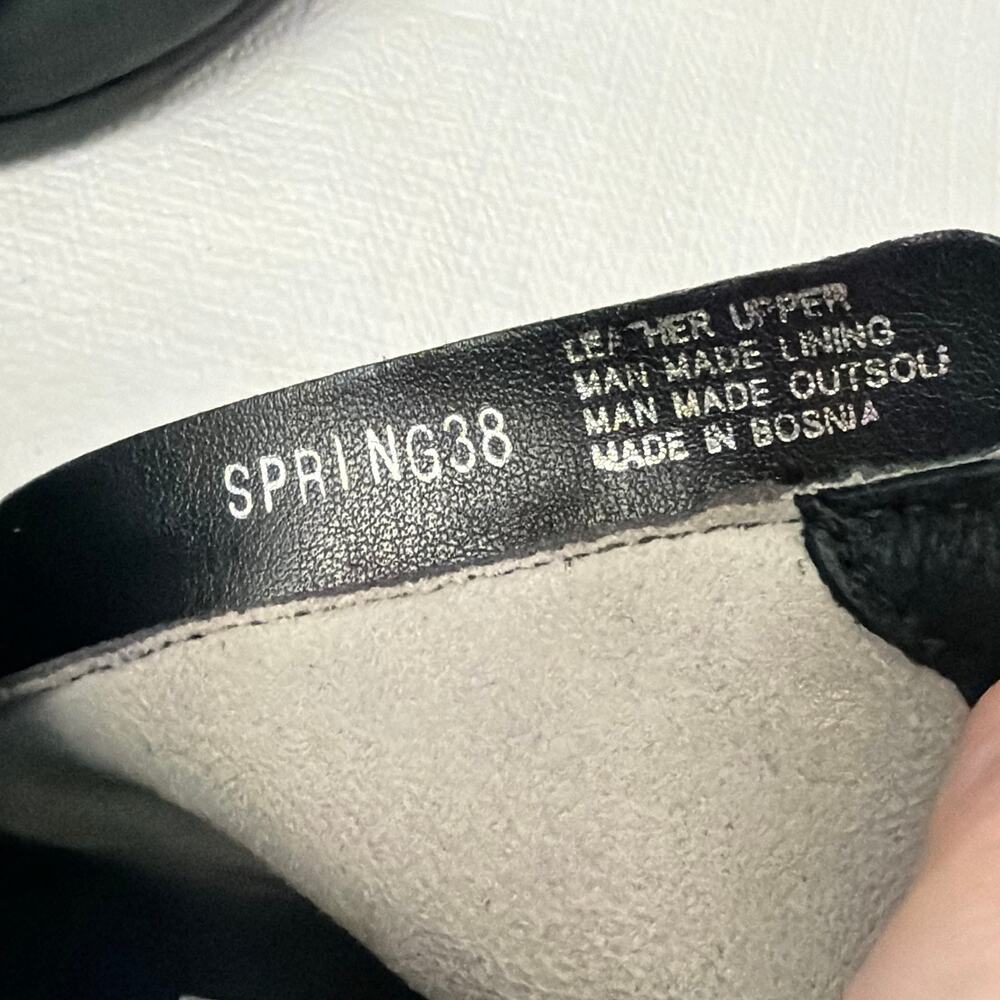 SPRING38
LEATHER UPPER
MAN MADE LINING
MAN MADE OUTSOLE
MADE IN BOSNIA